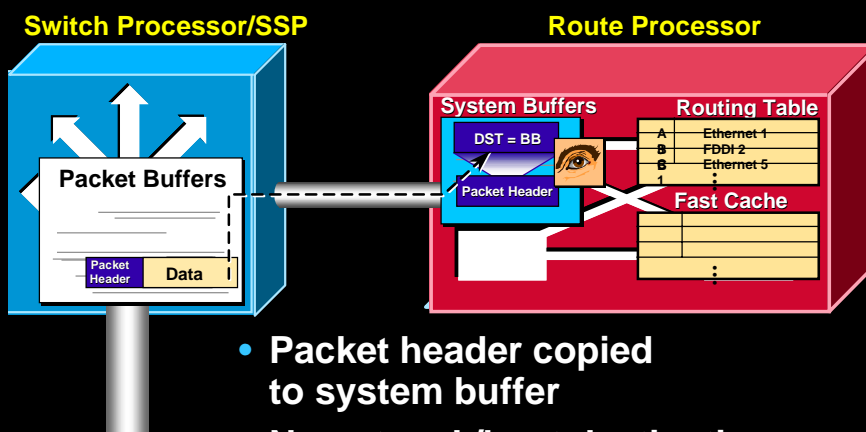 Switch Processor/SSP
Route Processor
System Buffers
DST = BB
Packet Header
Routing Table
A Ethernet 1
B FDDI 2
Ethernet 5
1
Fast Cache
Packet Buffers
Packet
Header
Data
• Packet header copied
to system buffer